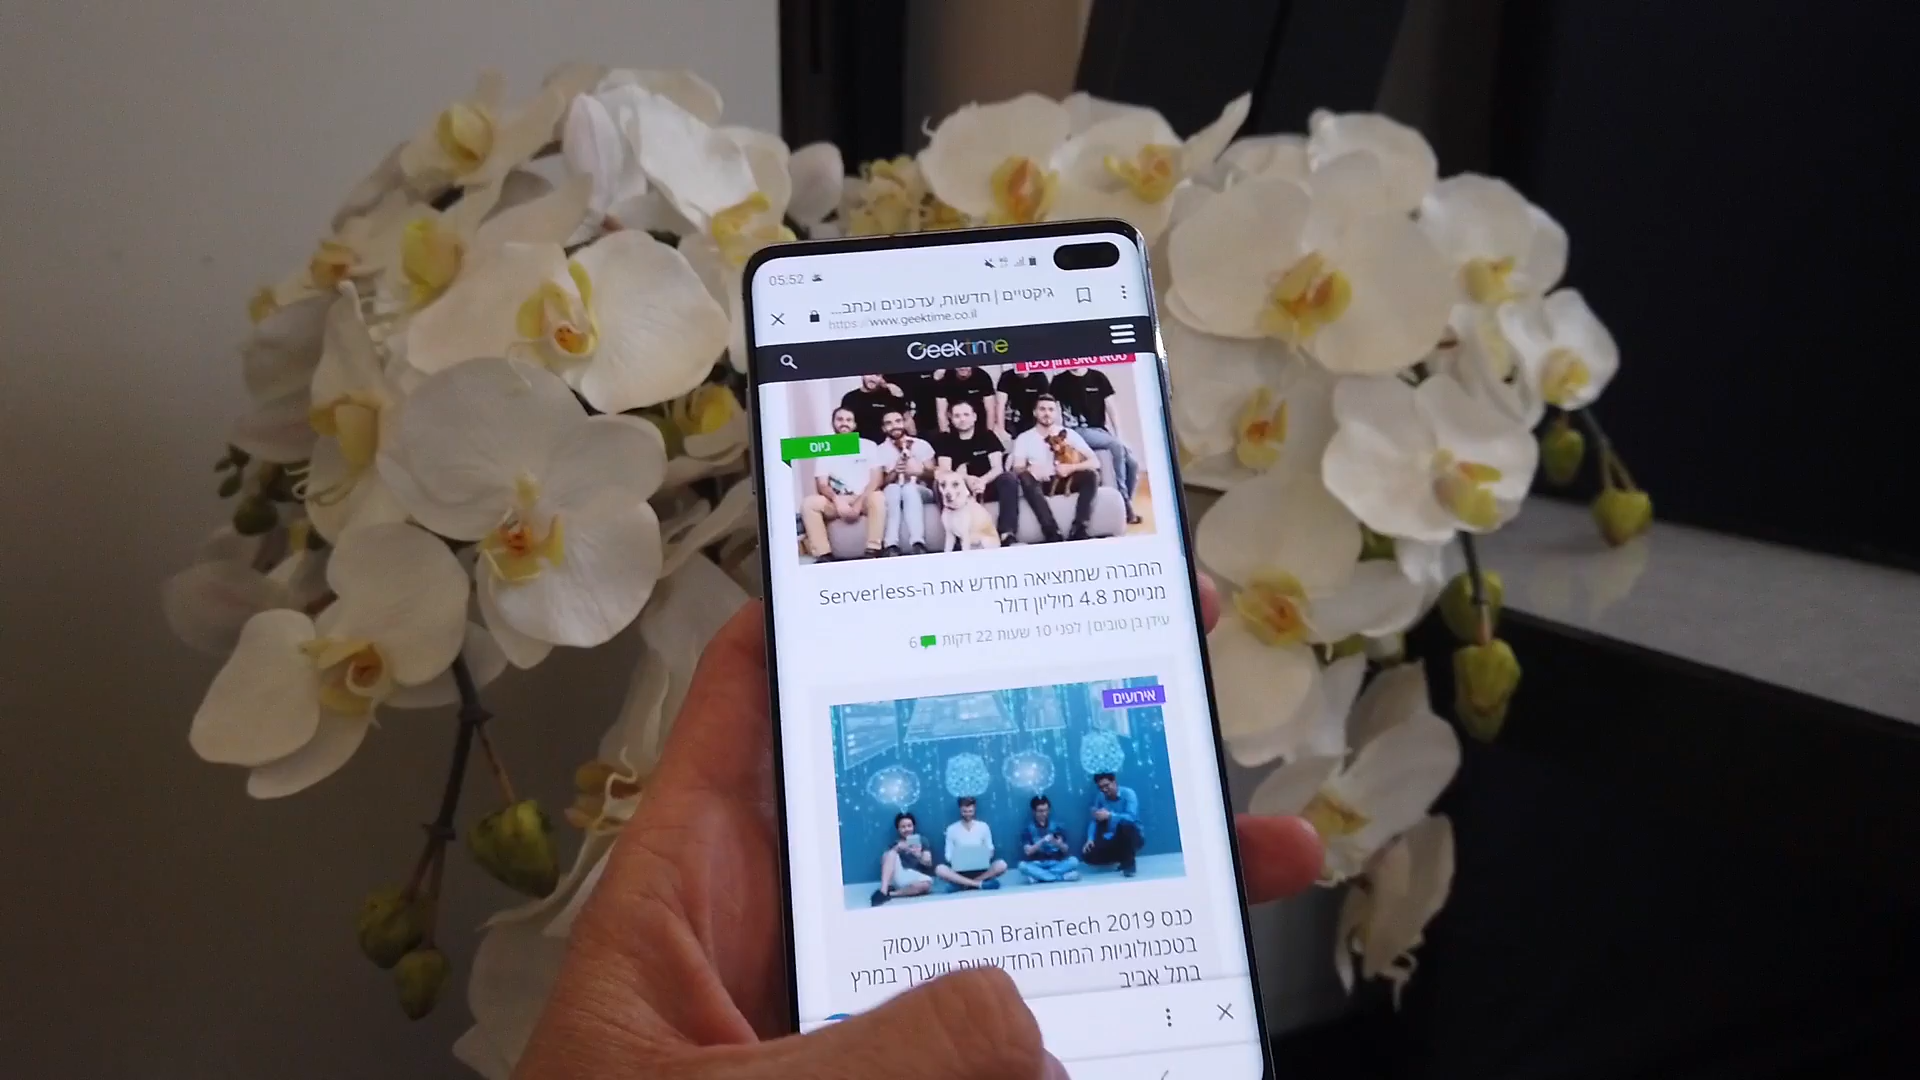 05:52
גיקטיים | חדשות, עדכונים וכתב...
https://www.geektime.co.il
Geektime
גיוס
החברה שממציאה מחדש את ה-Serverless
מגייסת 4.8 מיליון דולר
עידן בן טובים | לפני 10 שעות 22 דקות 6
אירועים
כנס BrainTech 2019 הרביעי יעסוק
בטכנולוגיות המוח החדשניות שיערך במרץ
בתל אביב